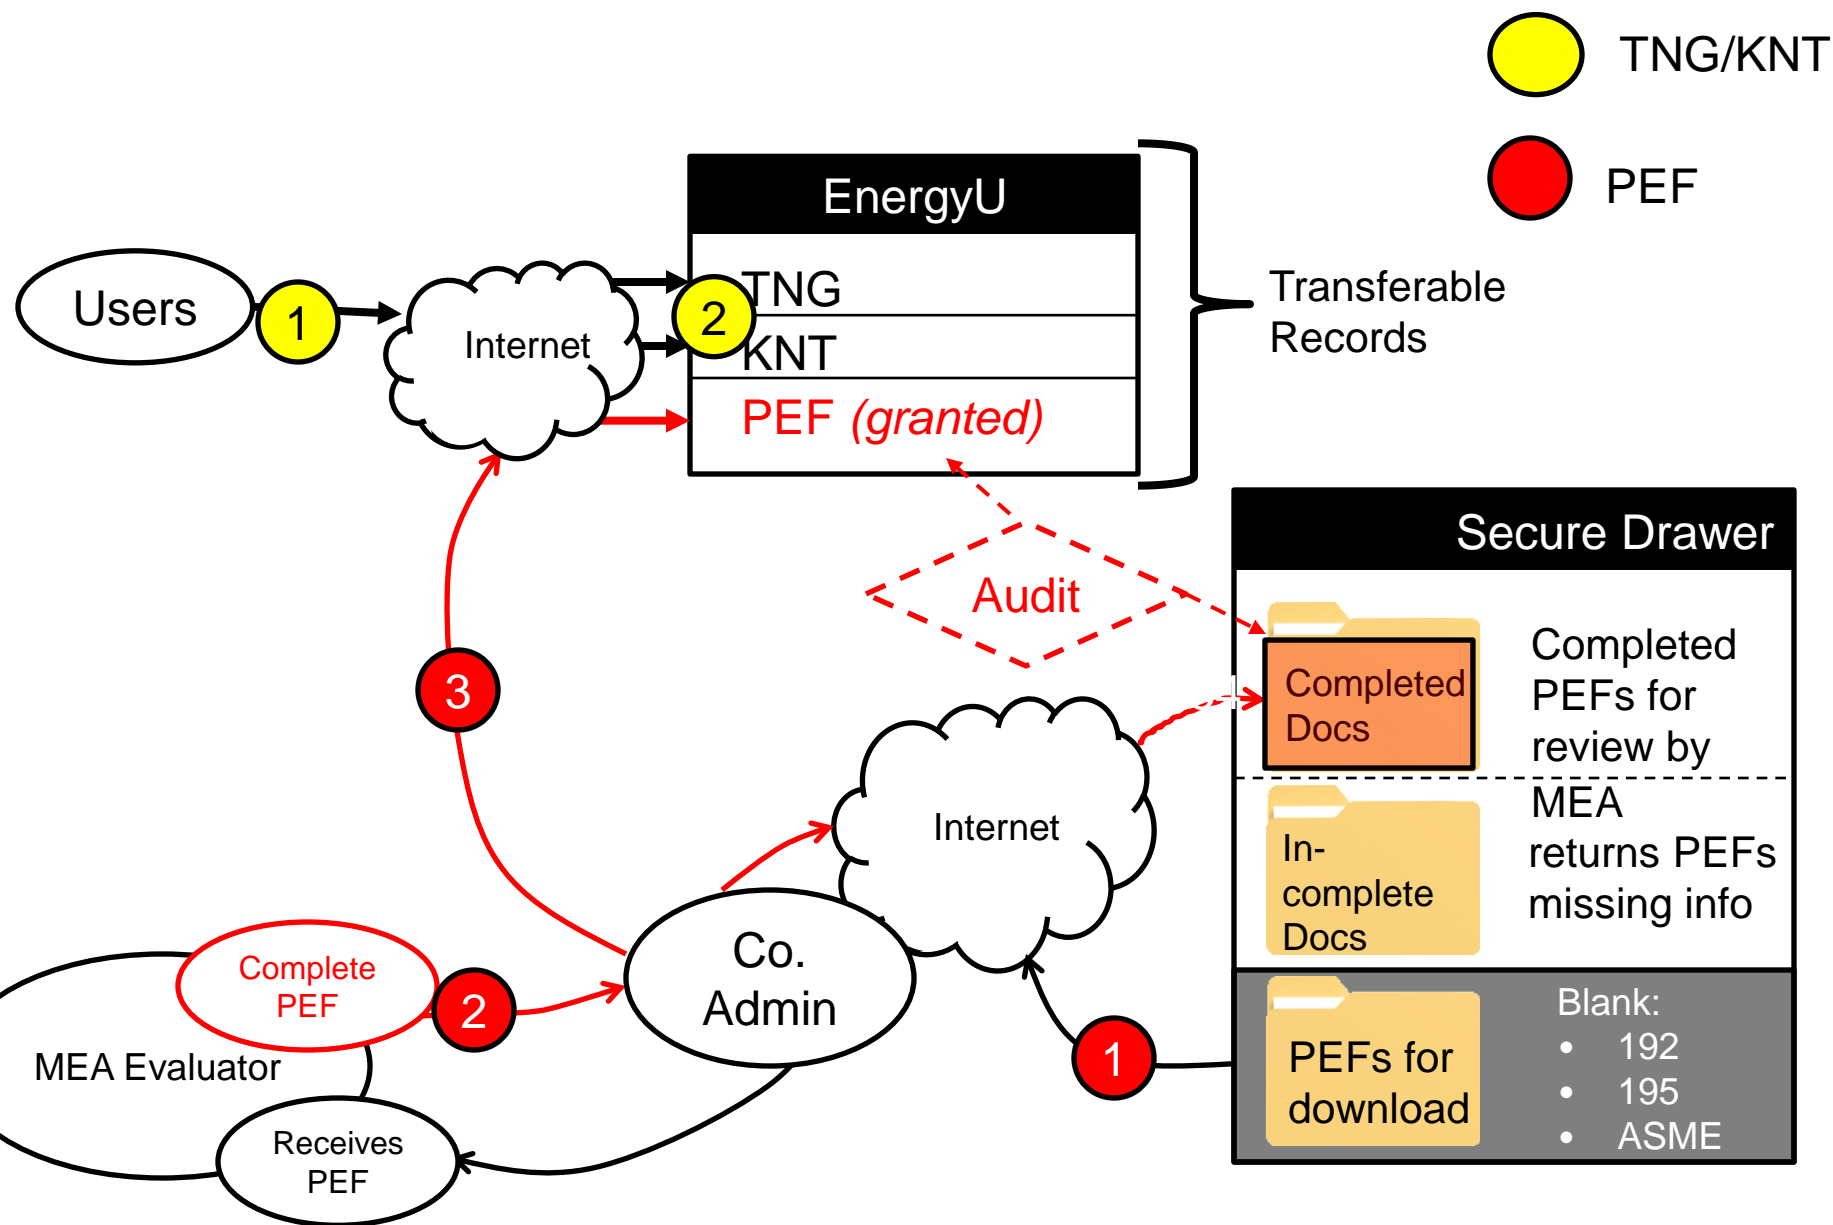 TNG/KNT
PEF
EnergyU
TNG
KNT
PEF (granted)
Transferable
Records
Users
1
Internet
2
Secure Drawer
Audit
Completed
Docs
Completed
PEFs for
review by
MEA
returns PEFs
missing info
In-
complete
Docs
PEFs for
download
Blank:
• 192
• 195
• ASME
3
Internet
Co.
Admin
1
Complete
PEF
2
MEA Evaluator
Receives
PEF